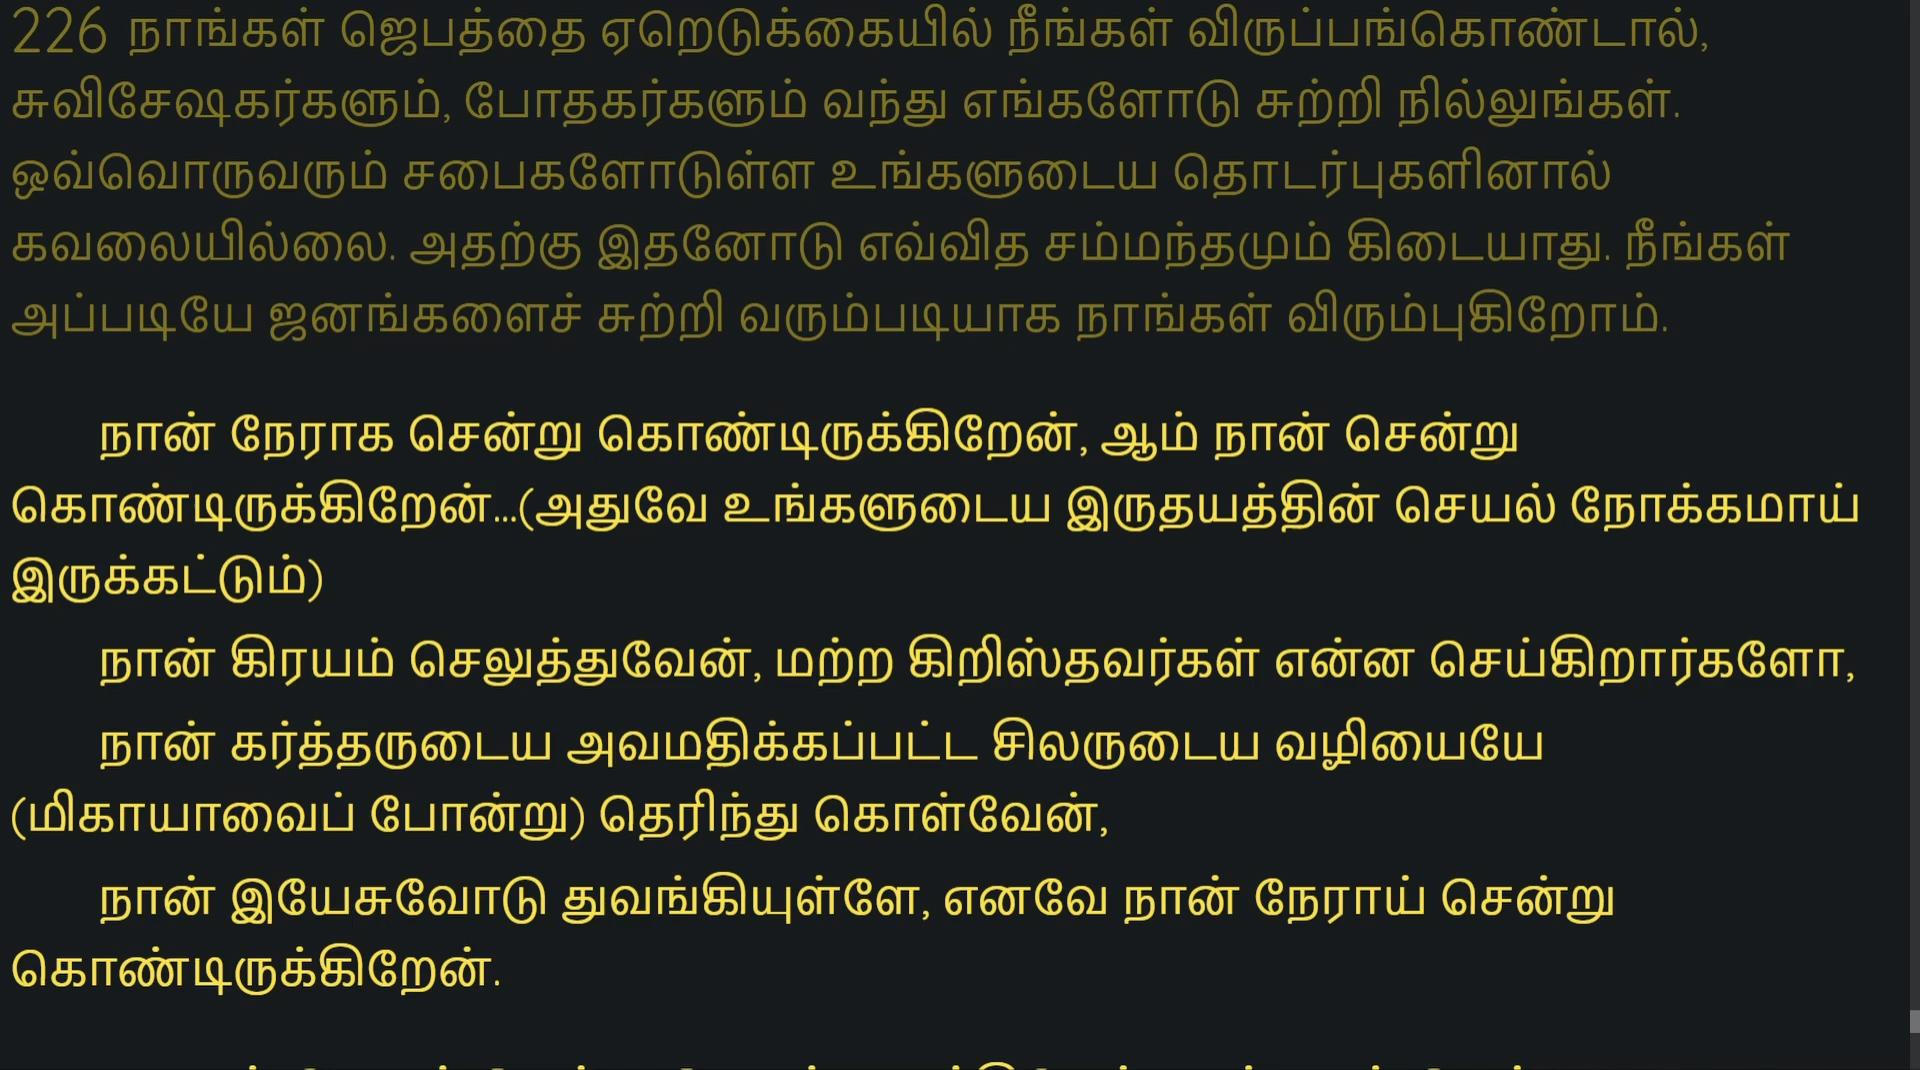 226 நாங்கள் ஜெபத்தை ஏறெடுக்கையில் நீங்கள் விருப்பங்கொண்டால்,
சுவிசேஷகர்களும், போதகர்களும் வந்து எங்களோடு சுற்றி நில்லுங்கள்.
ஒவ்வொருவரும் சபைகளோடுள்ள உங்களுடைய தொடர்புகளினால்
கவலையில்லை. அதற்கு இதனோடு எவ்வித சம்மந்தமும் கிடையாது. நீங்கள்
அப்படியே ஜனங்களைச் சுற்றி வரும்படியாக நாங்கள் விரும்புகிறோம்.
நான் நேராக சென்று கொண்டிருக்கிறேன், ஆம் நான் சென்று
கொண்டிருக்கிறேன்...(அதுவே உங்களுடைய இருதயத்தின் செயல் நோக்கமாய்
இருக்கட்டும்)
நான் கிரயம் செலுத்துவேன், மற்ற கிறிஸ்தவர்கள் என்ன செய்கிறார்களோ,
நான் கர்த்தருடைய அவமதிக்கப்பட்ட சிலருடைய வழியையே
(மிகாயாவைப் போன்று) தெரிந்து கொள்வேன்,
நான் இயேசுவோடு துவங்கியுள்ளே, எனவே நான் நேராய் சென்று
கொண்டிருக்கிறேன்.